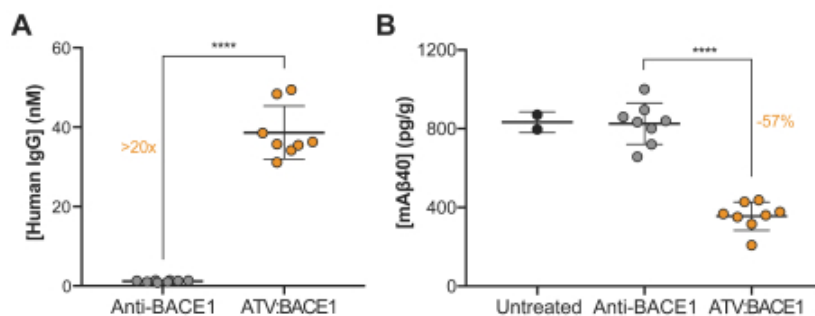 A
[Human IgG] (nM)
60
40
20
0
****
>20x
Anti-BACE1
ATV:BACE1
B
[mAβ40] (pg/g)
1200
800
400
0
****
-57%
Untreated
Anti-BACE1
ATV:BACE1